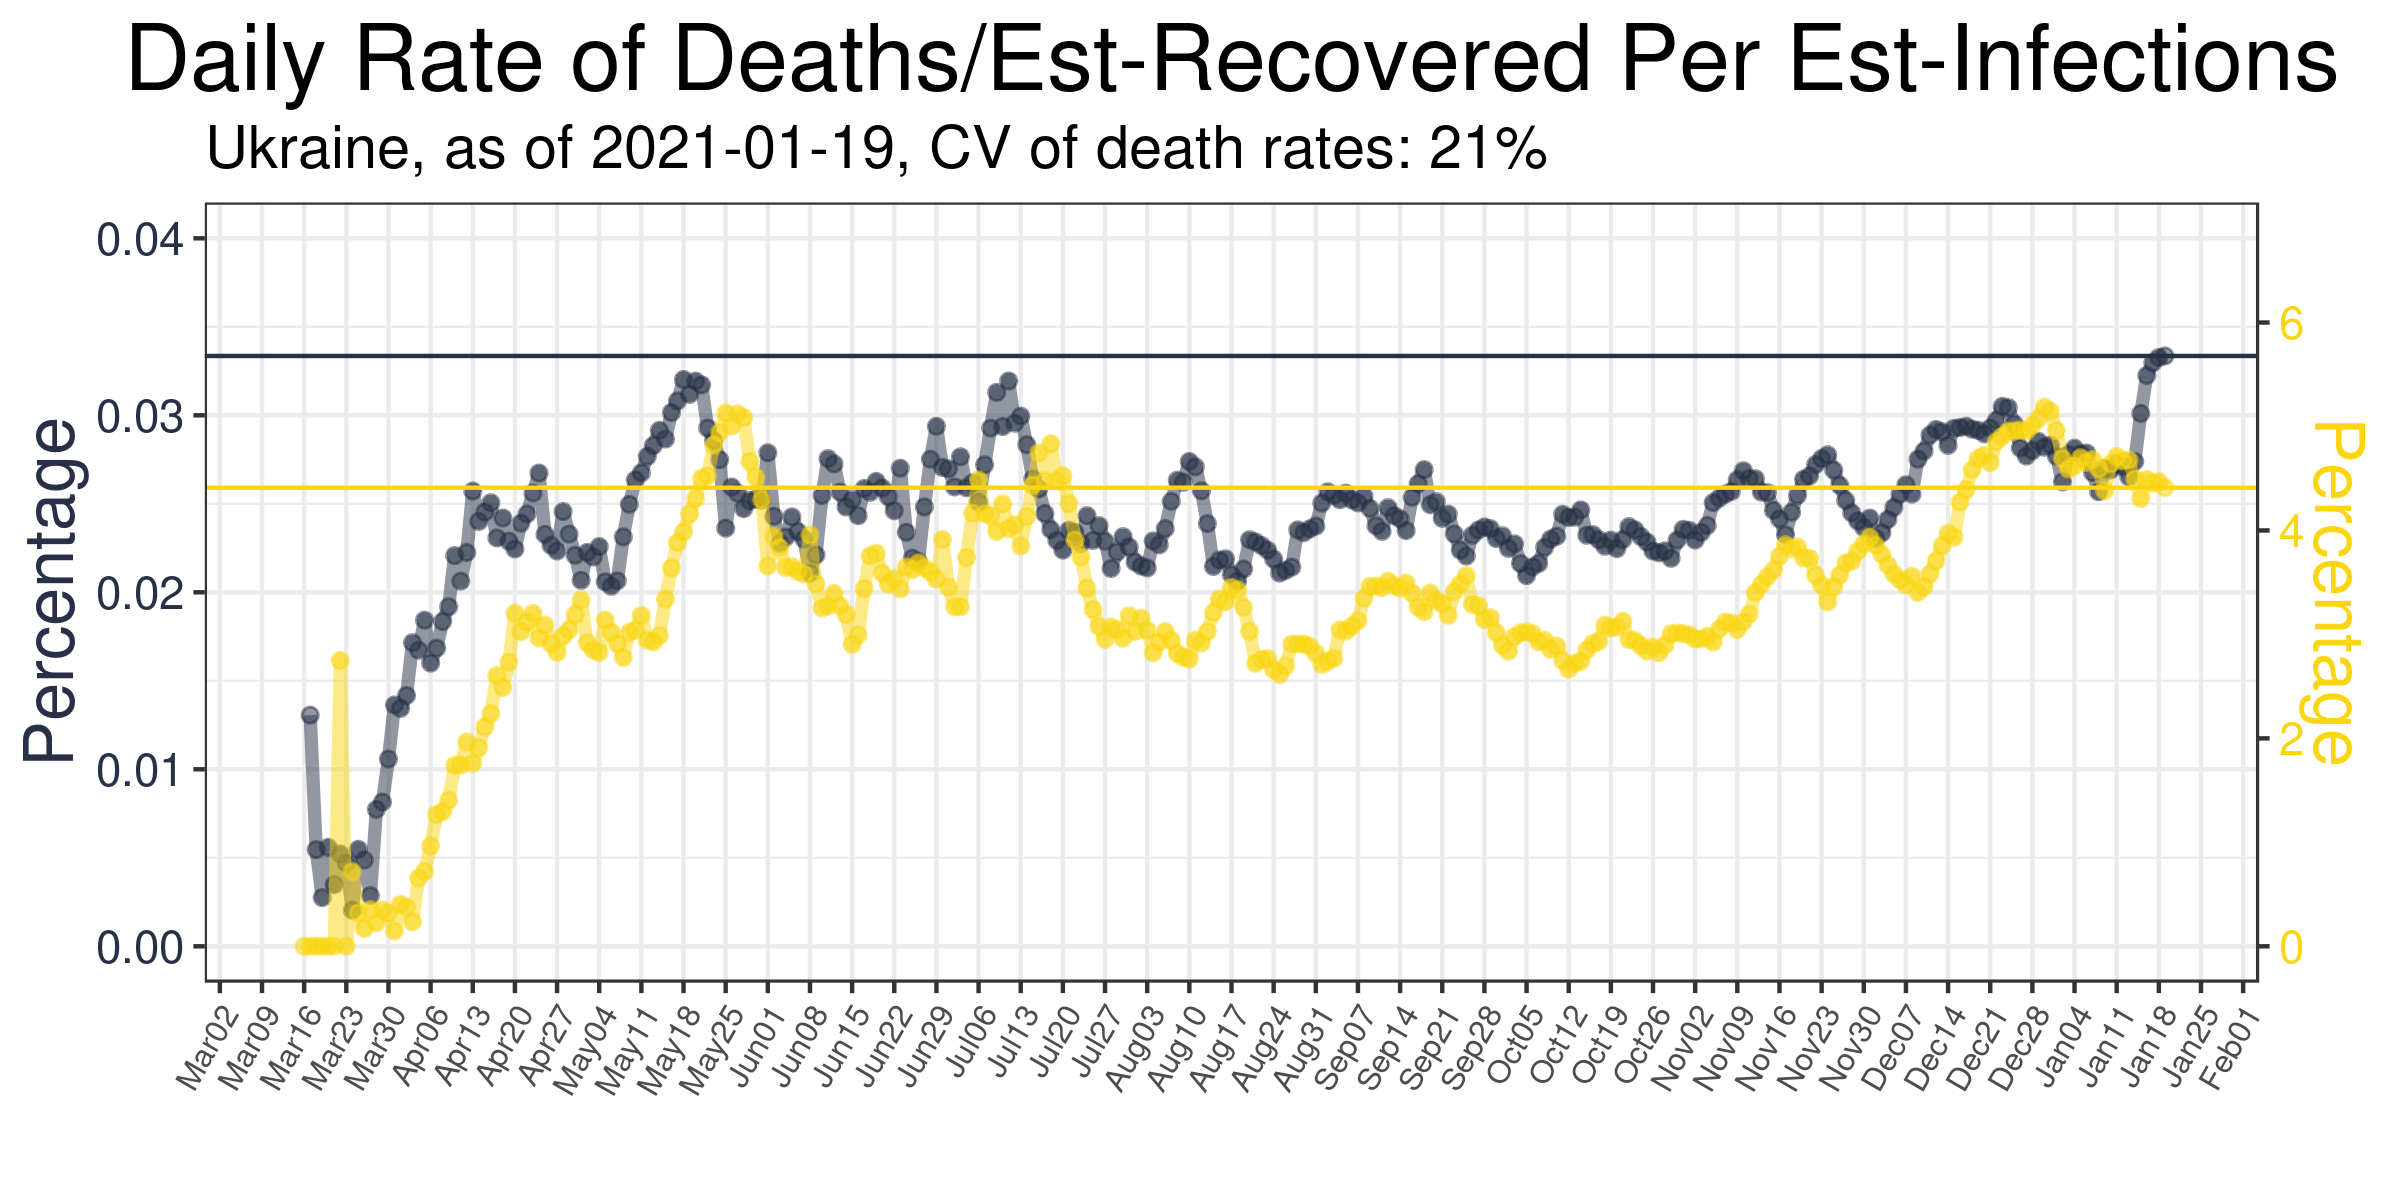 Daily Rate of Deaths/Est-Recovered Per Est-Infections
Ukraine, as of 2021-01-19, CV of death rates: 21%
0.04
0.03
0.02
0.01
0.00
Percentage
6
4
2
0
Percentage
Mar02
Mar09
Mar16
Mar23
Mar30
Apr06
Apr13
Apr20
Apr27
May04
May11
May18
May25
Jun01
Jun08
Jun15
Jun22
Jun29
Jul06
Jul13
Jul20
Jul27
Aug03
Aug10
Aug17
Aug24
Aug31
Sep07
Sep14
Sep21
Sep28
Oct05
Oct12
Oct19
Oct26
Nov02
Nov09
Nov16
Nov23
Nov30
Dec07
Dec14
Dec21
Dec28
Jan04
Jan11
Jan18
Jan25
Feb01